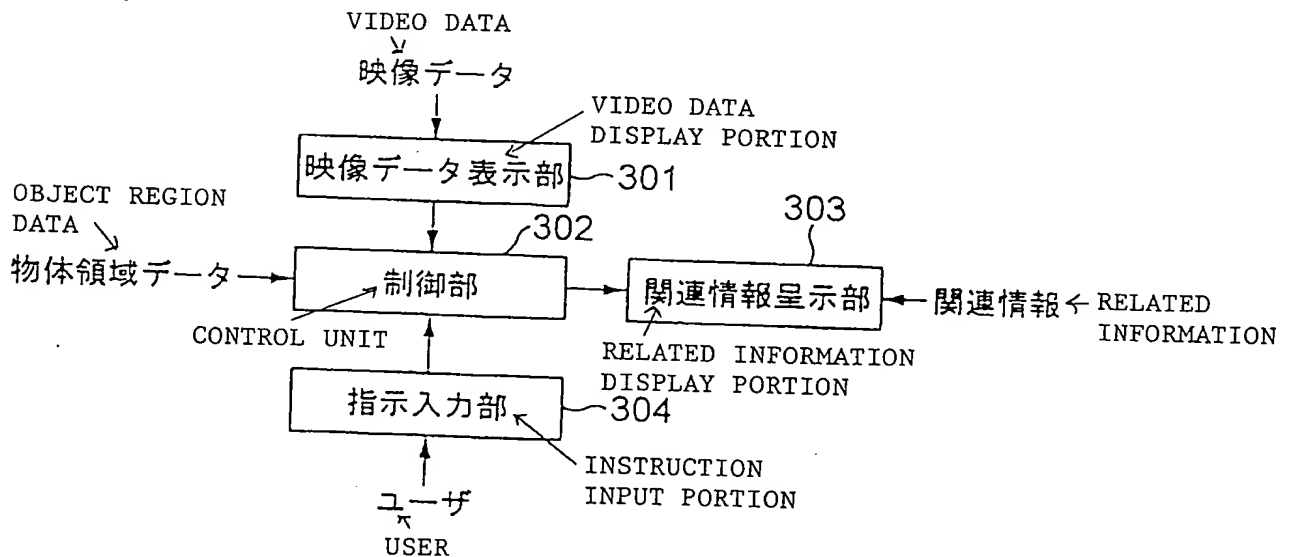 VIDEO DATA
映像データ
VIDEO DATA
DISPLAY PORTION
映像データ表示部
301
OBJECT REGION
DATA
物体領域データ
302
制御部
CONTROL UNIT
303
関連情報呈示部
関連情報
RELATED
INFORMATION
RELATED INFORMATION
DISPLAY PORTION
指示入力部
304
INSTRUCTION
INPUT PORTION
ユーザ
USER